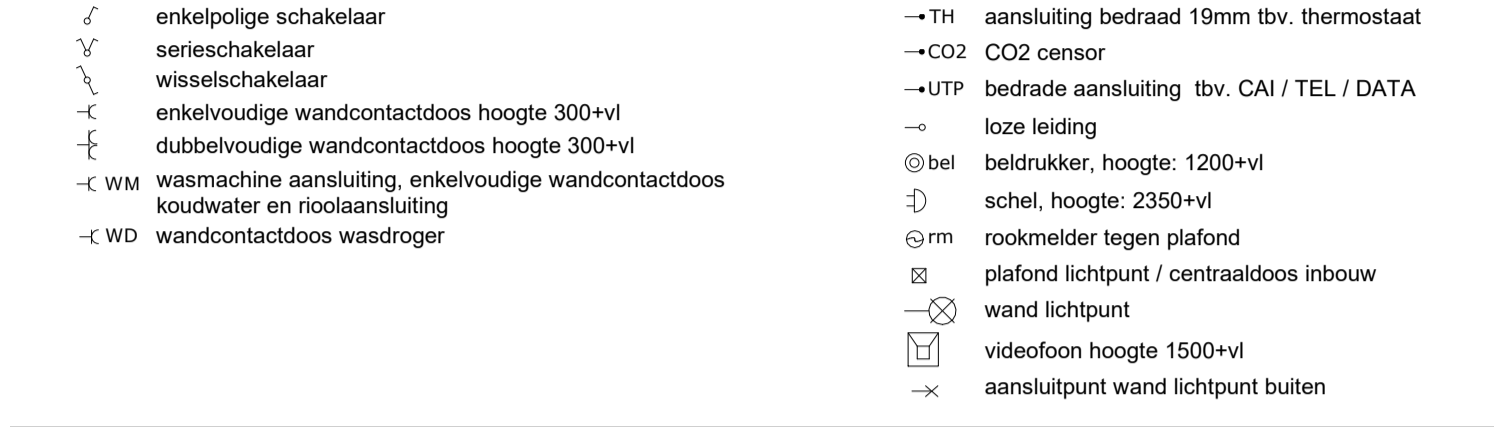 enkelpolige schakelaar
serieschakelaar
wisselschakelaar
enkelvoudige wandcontactdoos hoogte 300+vl
dubbelvoudige wandcontactdoos hoogte 300+vl
WM wasmachine aansluiting, enkelvoudige wandcontactdoos
koudwater en rioolaansluiting
WD wandcontactdoos wasdroger
TH aansluiting bedraad 19mm tbv. thermostaat
CO2 CO2 censor
UTP bedrade aansluiting tbv. CAI / TEL / DATA
loze leiding
bel beldrukker, hoogte: 1200+vl
schel, hoogte: 2350+vl
rm rookmelder tegen plafond
plafond lichtpunt / centraaldoos inbouw
wand lichtpunt
videofoon hoogte 1500+vl
aansluitpunt wand lichtpunt buiten